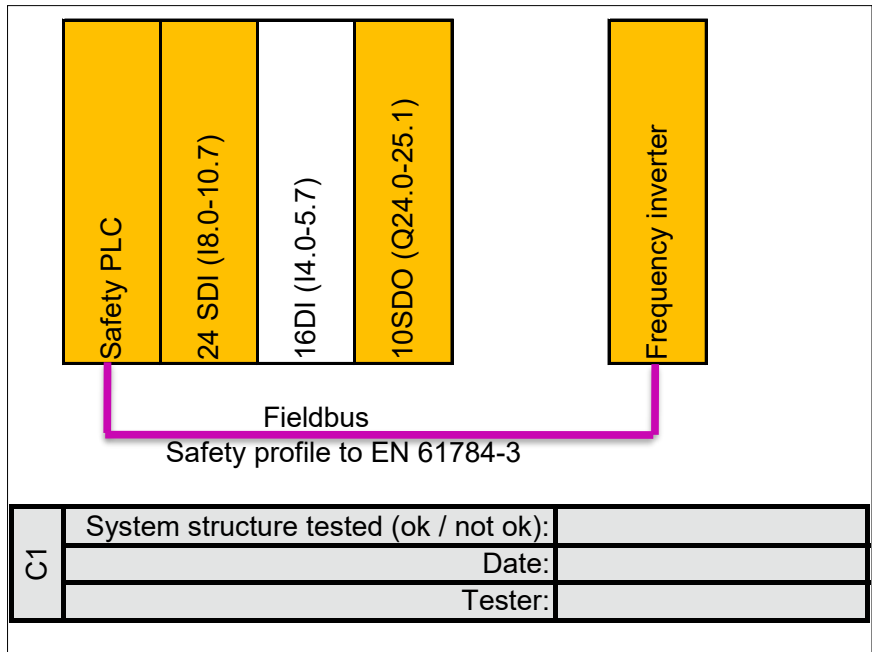 Safety PLC
24 SDI (I8.0-10.7)
16DI (I4.0-5.7)
10SDO (Q24.0-25.1)
Frequency inverter
Fieldbus
Safety profile to EN 61784-3
C1
System structure tested (ok / not ok):
Date:
Tester: